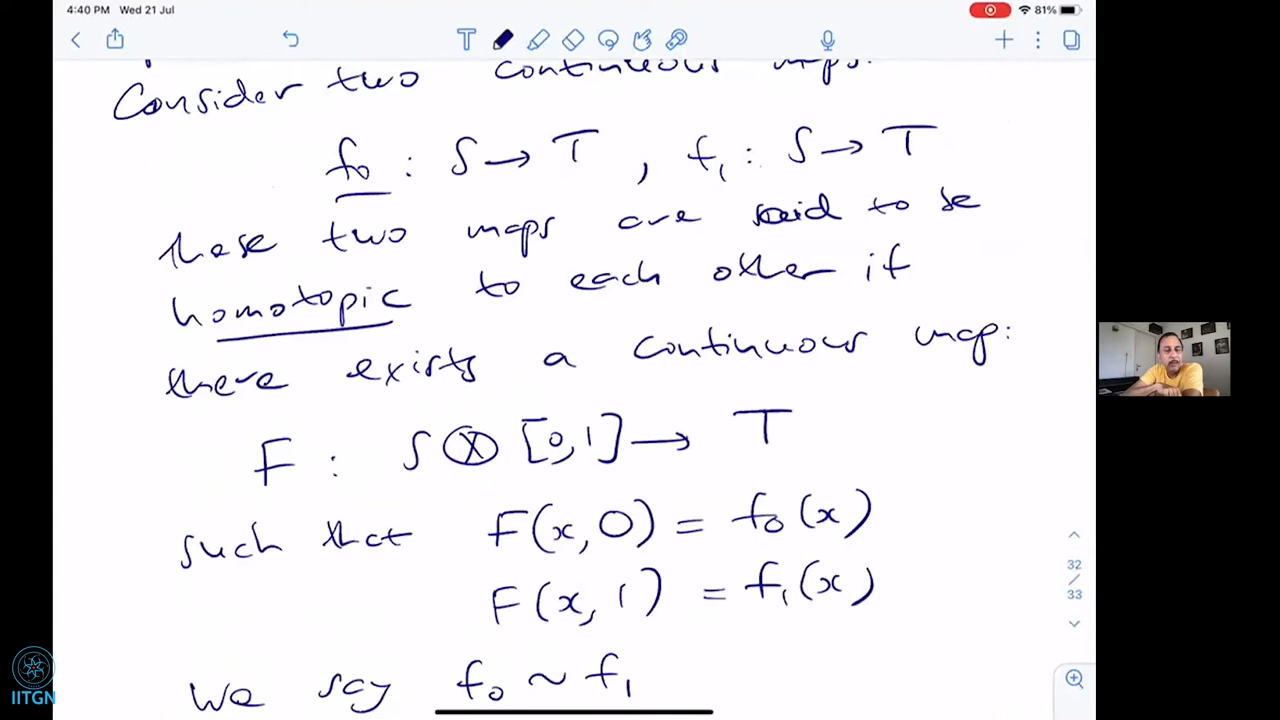 4:40 PM Wed 21 Jul
81%
Consider two continuous maps.
f₀ : S → T , f₁ : S → T
these two maps are said to be
homotopic to each other if
there exists a continuous map:
F : S ⊗ [0,1] → T
such that F(x,0) = f₀(x)
F(x,1) = f₁(x)
We say f₀ ~ f₁
32
/
33
IITGN